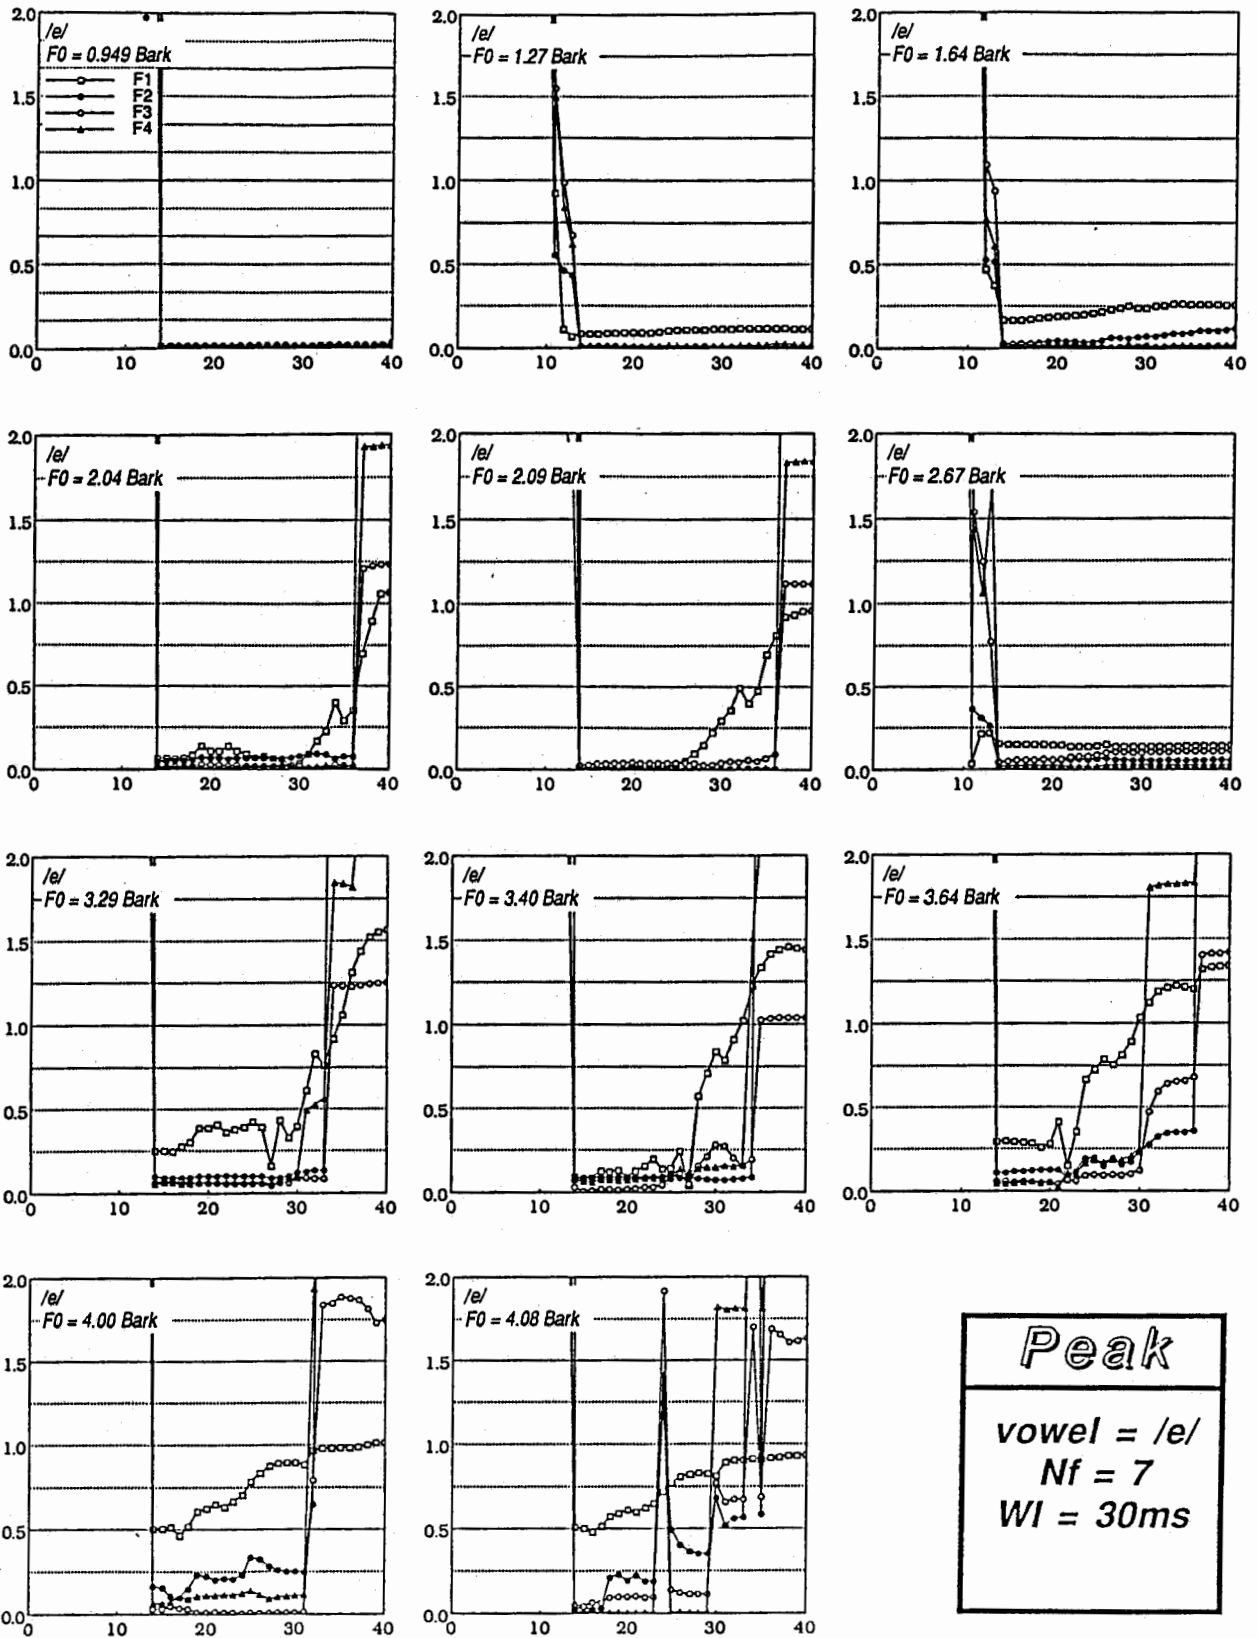 /e/
F0 = 0.949 Bark
F1
F2
F3
F4
2.0
1.5
1.0
0.5
0.0
0 10 20 30 40
/e/
F0 = 1.27 Bark
2.0
1.5
1.0
0.5
0.0
0 10 20 30 40
/e/
F0 = 1.64 Bark
2.0
1.5
1.0
0.5
0.0
0 10 20 30 40
/e/
F0 = 2.04 Bark
2.0
1.5
1.0
0.5
0.0
0 10 20 30 40
/e/
F0 = 2.09 Bark
2.0
1.5
1.0
0.5
0.0
0 10 20 30 40
/e/
F0 = 2.67 Bark
2.0
1.5
1.0
0.5
0.0
0 10 20 30 40
/e/
F0 = 3.29 Bark
2.0
1.5
1.0
0.5
0.0
0 10 20 30 40
/e/
F0 = 3.40 Bark
2.0
1.5
1.0
0.5
0.0
0 10 20 30 40
/e/
F0 = 3.64 Bark
2.0
1.5
1.0
0.5
0.0
0 10 20 30 40
/e/
F0 = 4.00 Bark
2.0
1.5
1.0
0.5
0.0
0 10 20 30 40
/e/
F0 = 4.08 Bark
2.0
1.5
1.0
0.5
0.0
0 10 20 30 40
Peak
vowel = /e/
Nf = 7
Wl = 30ms